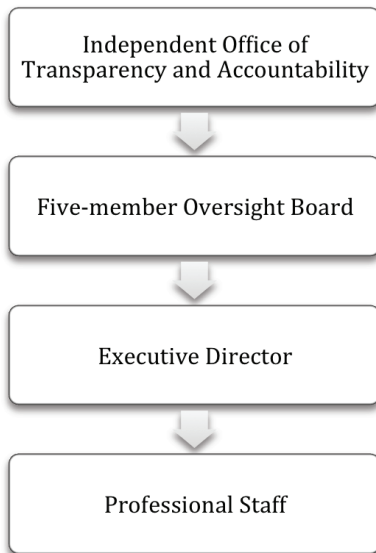 Independent Office of
Transparency and Accountability
Five-member Oversight Board
Executive Director
Professional Staff